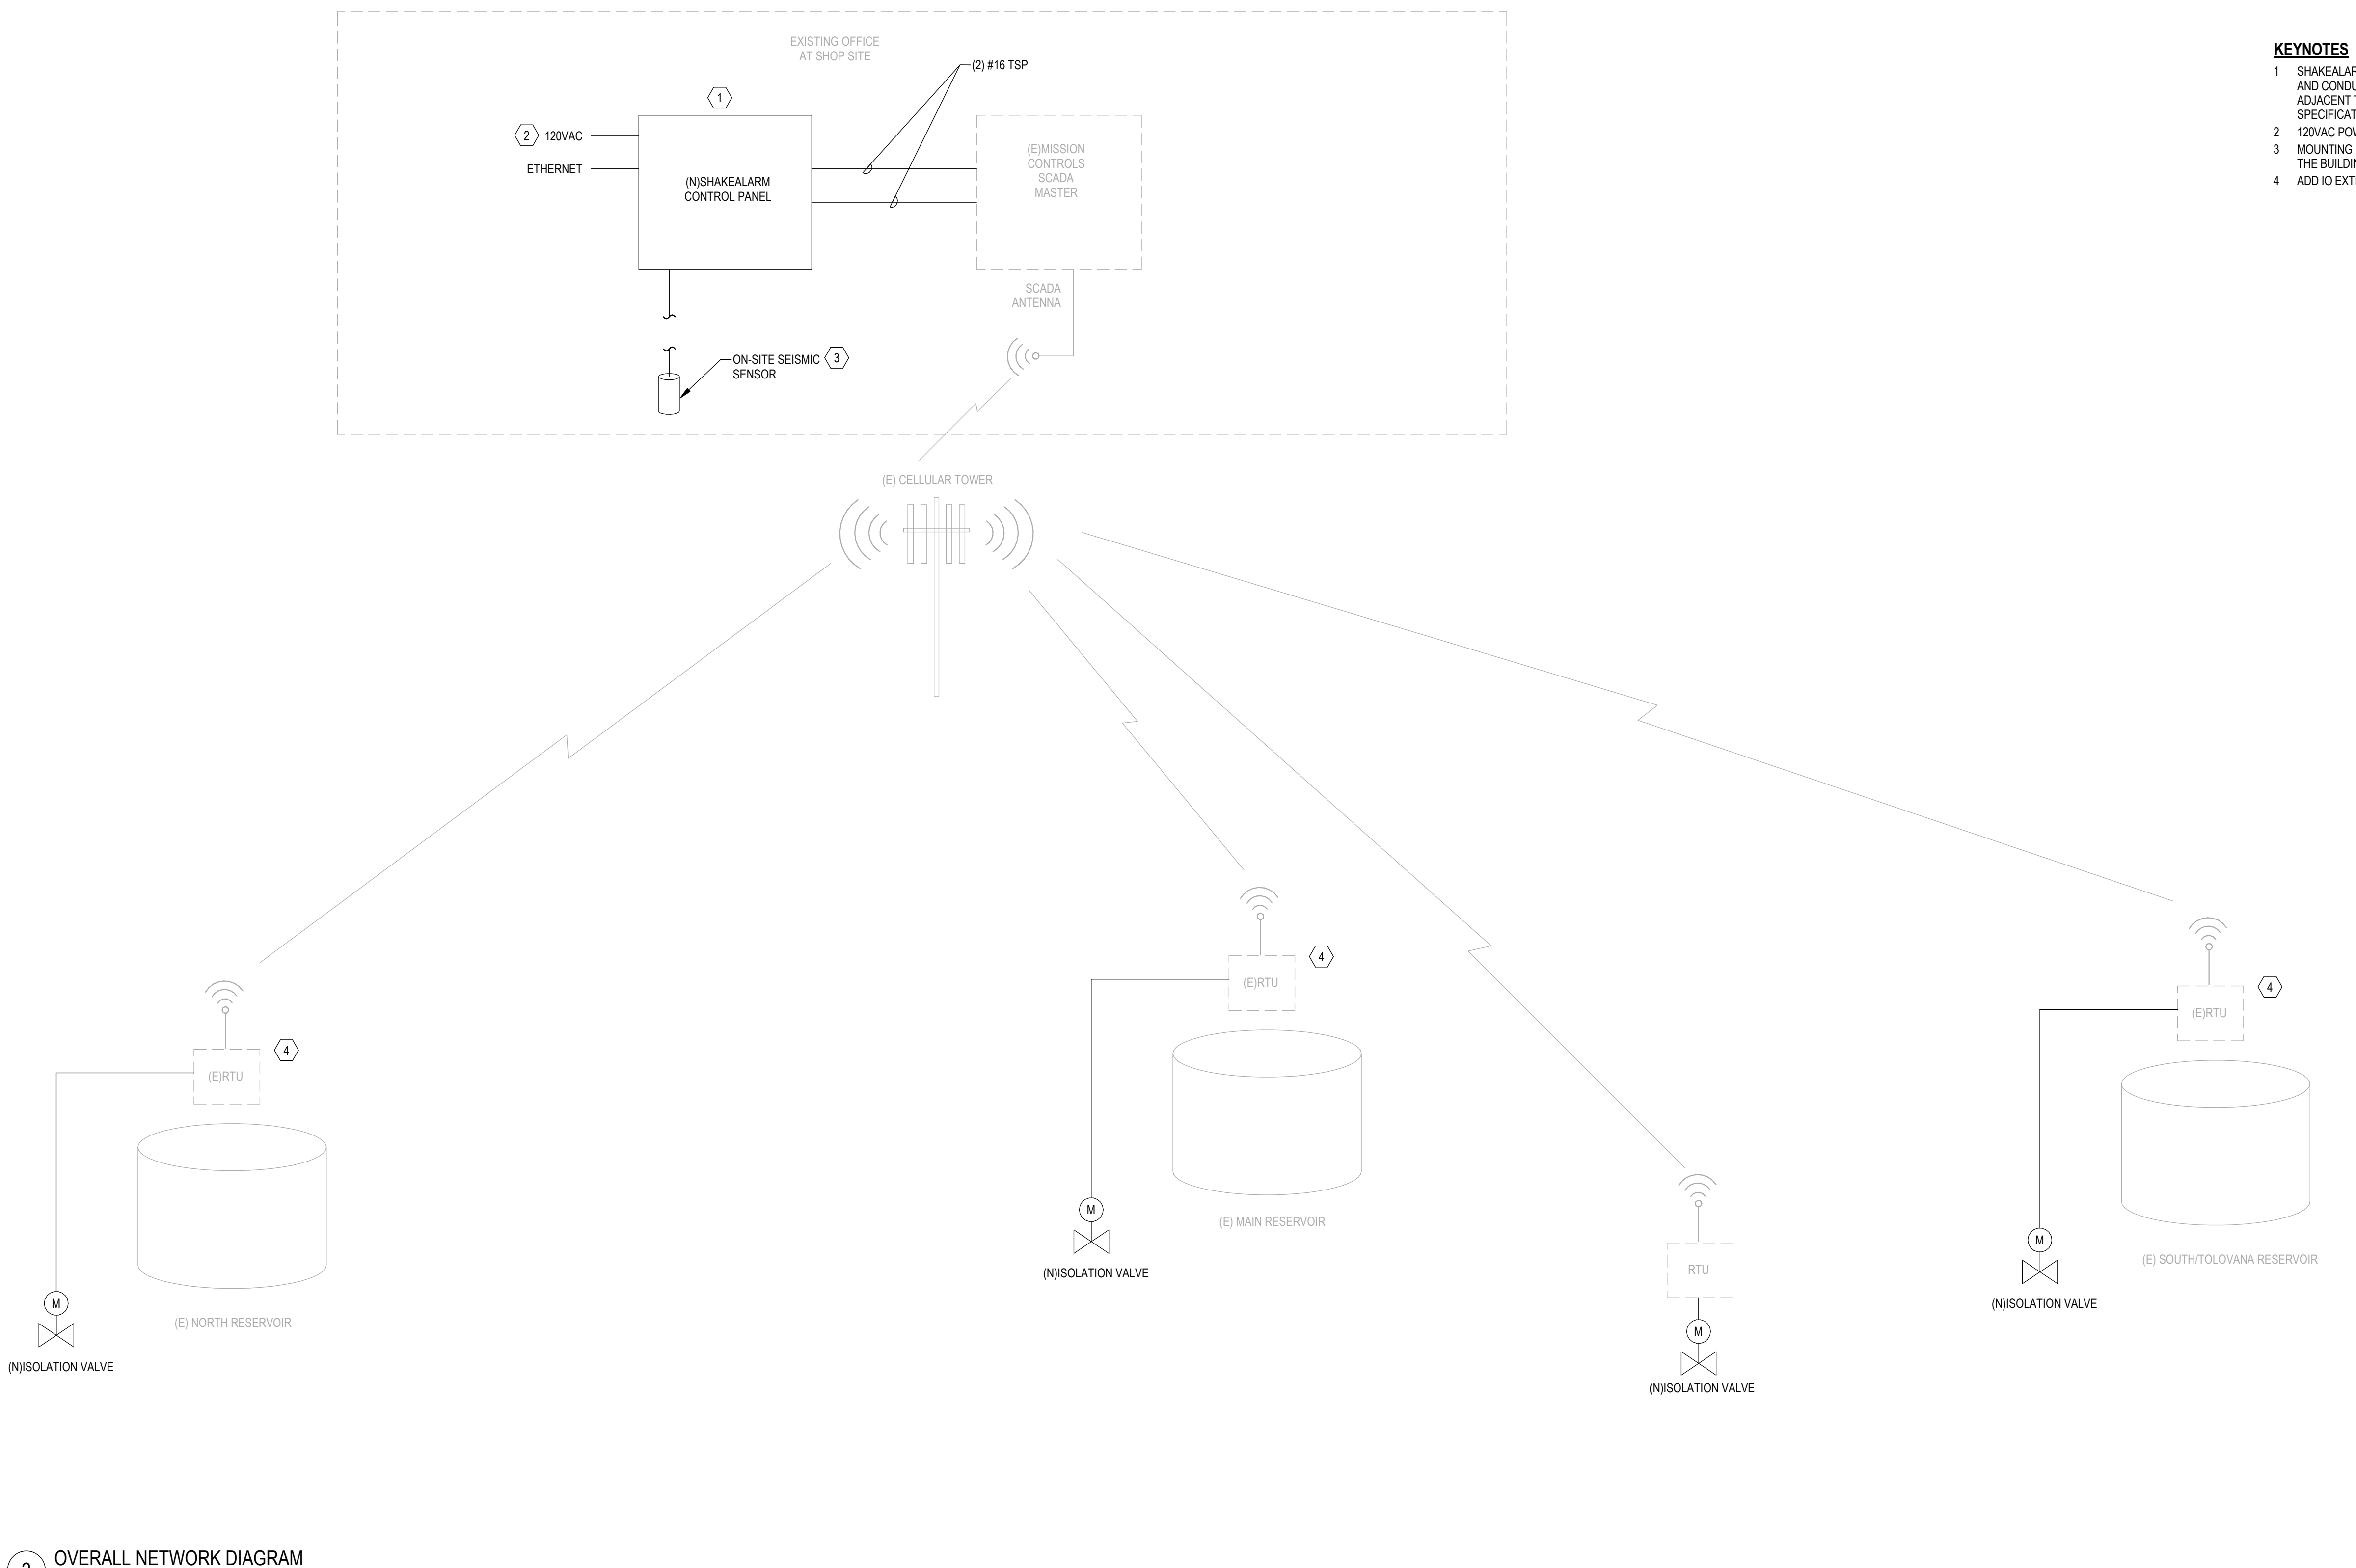 EXISTING OFFICE
AT SHOP SITE
(2) #16 TSP
1
2 120VAC
ETHERNET
(N)SHAKEALARM
CONTROL PANEL
(E)MISSION
CONTROLS
SCADA
MASTER
SCADA
ANTENNA
ON-SITE SEISMIC 3
SENSOR
KEYNOTES
1 SHAKEALAR
AND CONDU
ADJACENT
SPECIFICAT
2 120VAC POW
3 MOUNTING
THE BUILDIN
4 ADD IO EXT
(E) CELLULAR TOWER
4
(E)RTU
M
(N)ISOLATION VALVE
(E) NORTH RESERVOIR
4
(E)RTU
M
(N)ISOLATION VALVE
(E) MAIN RESERVOIR
RTU
M
(N)ISOLATION VALVE
4
(E)RTU
M
(N)ISOLATION VALVE
(E) SOUTH/TOLOVANA RESERVOIR
OVERALL NETWORK DIAGRAM